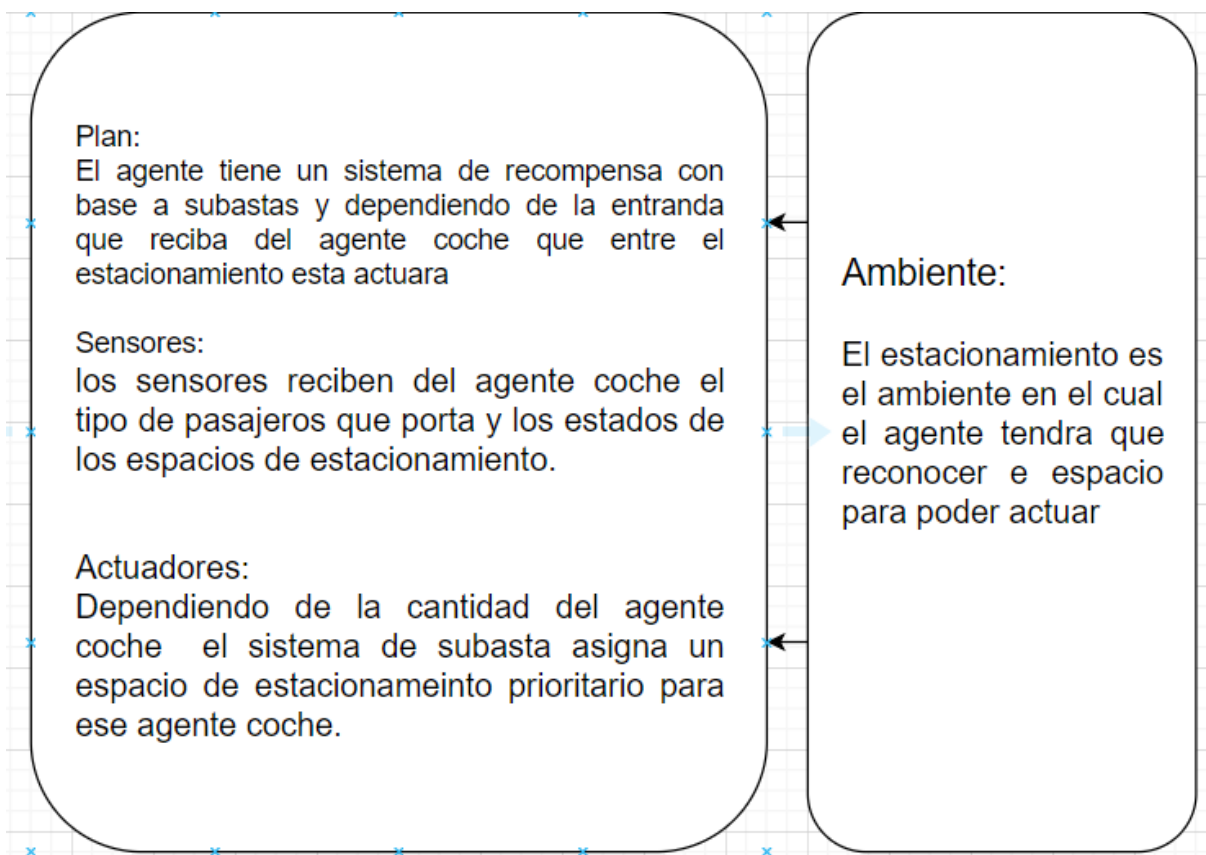 Plan:
El agente tiene un sistema de recompensa con
base a subastas y dependiendo de la entranda
que reciba del agente coche que entre el
estacionamiento esta actuara
Sensores:
los sensores reciben del agente coche el
tipo de pasajeros que porta y los estados de
los espacios de estacionamiento.
Actuadores:
Dependiendo de la cantidad del agente
coche el sistema de subasta asigna un
espacio de estacionameinto prioritario para
ese agente coche.
Ambiente:
El estacionamiento es
el ambiente en el cual
el agente tendra que
reconocer e espacio
para poder actuar